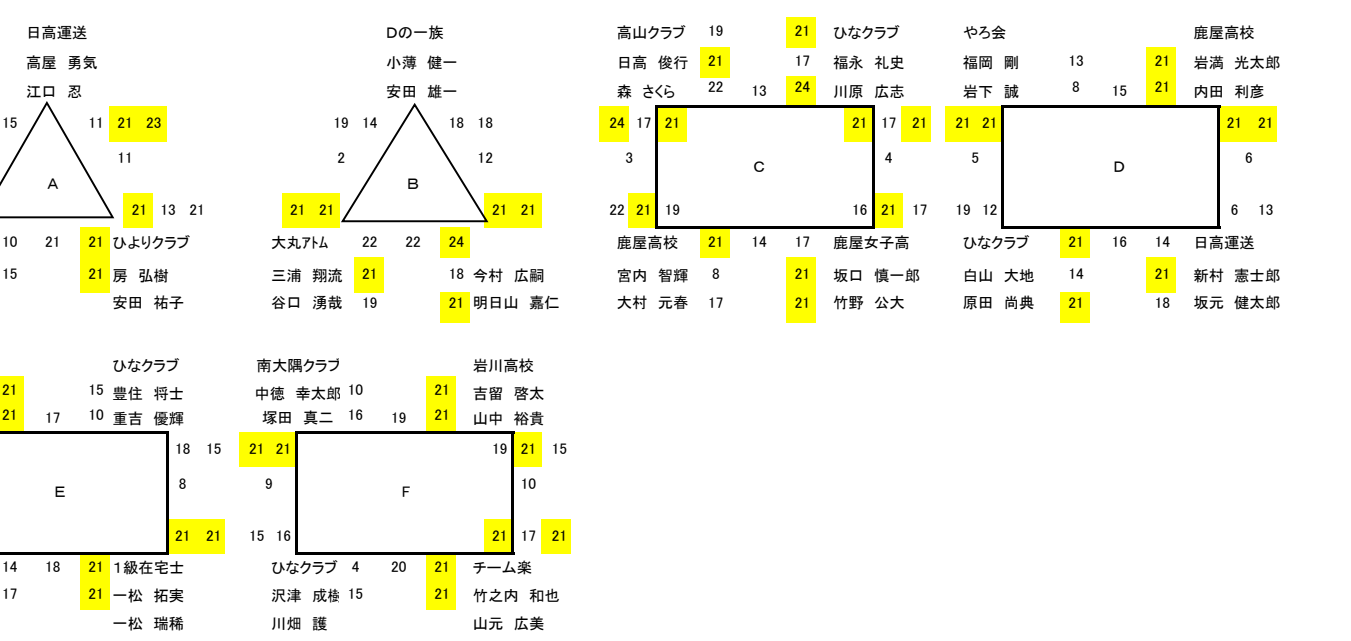 日高運送
高屋 勇気
江口 忍
15 11 21 23
11
A
21 13 21
10 21 21 ひよりクラブ
15 21 房 弘樹
安田 祐子
Dの一族
小薄 健一
安田 雄一
19 14 18 18
2 12
B
21 21 21 21
大丸アトム 22 22 24
三浦 翔流 21 18 今村 広嗣
谷口 湧哉 19 21 明日山 嘉仁
高山クラブ 19 21 ひなクラブ
日高 俊行 21 17 福永 礼史
森 さくら 22 13 24 川原 広志
24 17 21 21 17 21
3 C 4
22 21 19 16 21 17
鹿屋高校 21 14 17 鹿屋女子高
宮内 智輝 8 21 坂口 慎一郎
大村 元春 17 21 竹野 公大
やろ会 鹿屋高校
福岡 剛 13 21 岩満 光太郎
岩下 誠 8 15 21 内田 利彦
21 21 21 21
5 D 6
19 12 6 13
ひなクラブ 21 16 14 日高運送
白山 大地 14 21 新村 憲士郎
原田 尚典 21 18 坂元 健太郎
ひなクラブ
21 15 豊住 将士
21 17 10 重吉 優輝
18 15
E 8
21 21
14 18 21 1級在宅士
17 21 一松 拓実
一松 瑞稀
南大隅クラブ 岩川高校
中徳 幸太郎 10 21 吉留 啓太
塚田 真二 16 19 21 山中 裕貴
21 21 19 21 15
9 F 10
15 16 21 17 21
ひなクラブ 4 20 21 チーム楽
沢津 成樹 15 21 竹之内 和也
川畑 護 山元 広美